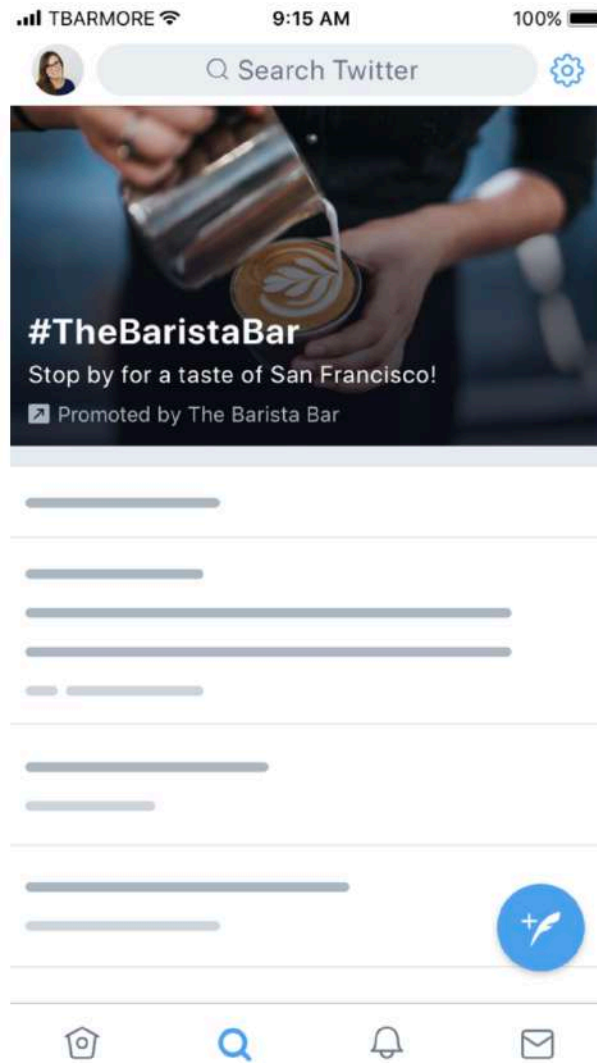 TBARMORE 9:15 AM 100%
Search Twitter
#TheBaristaBar
Stop by for a taste of San Francisco!
Promoted by The Barista Bar